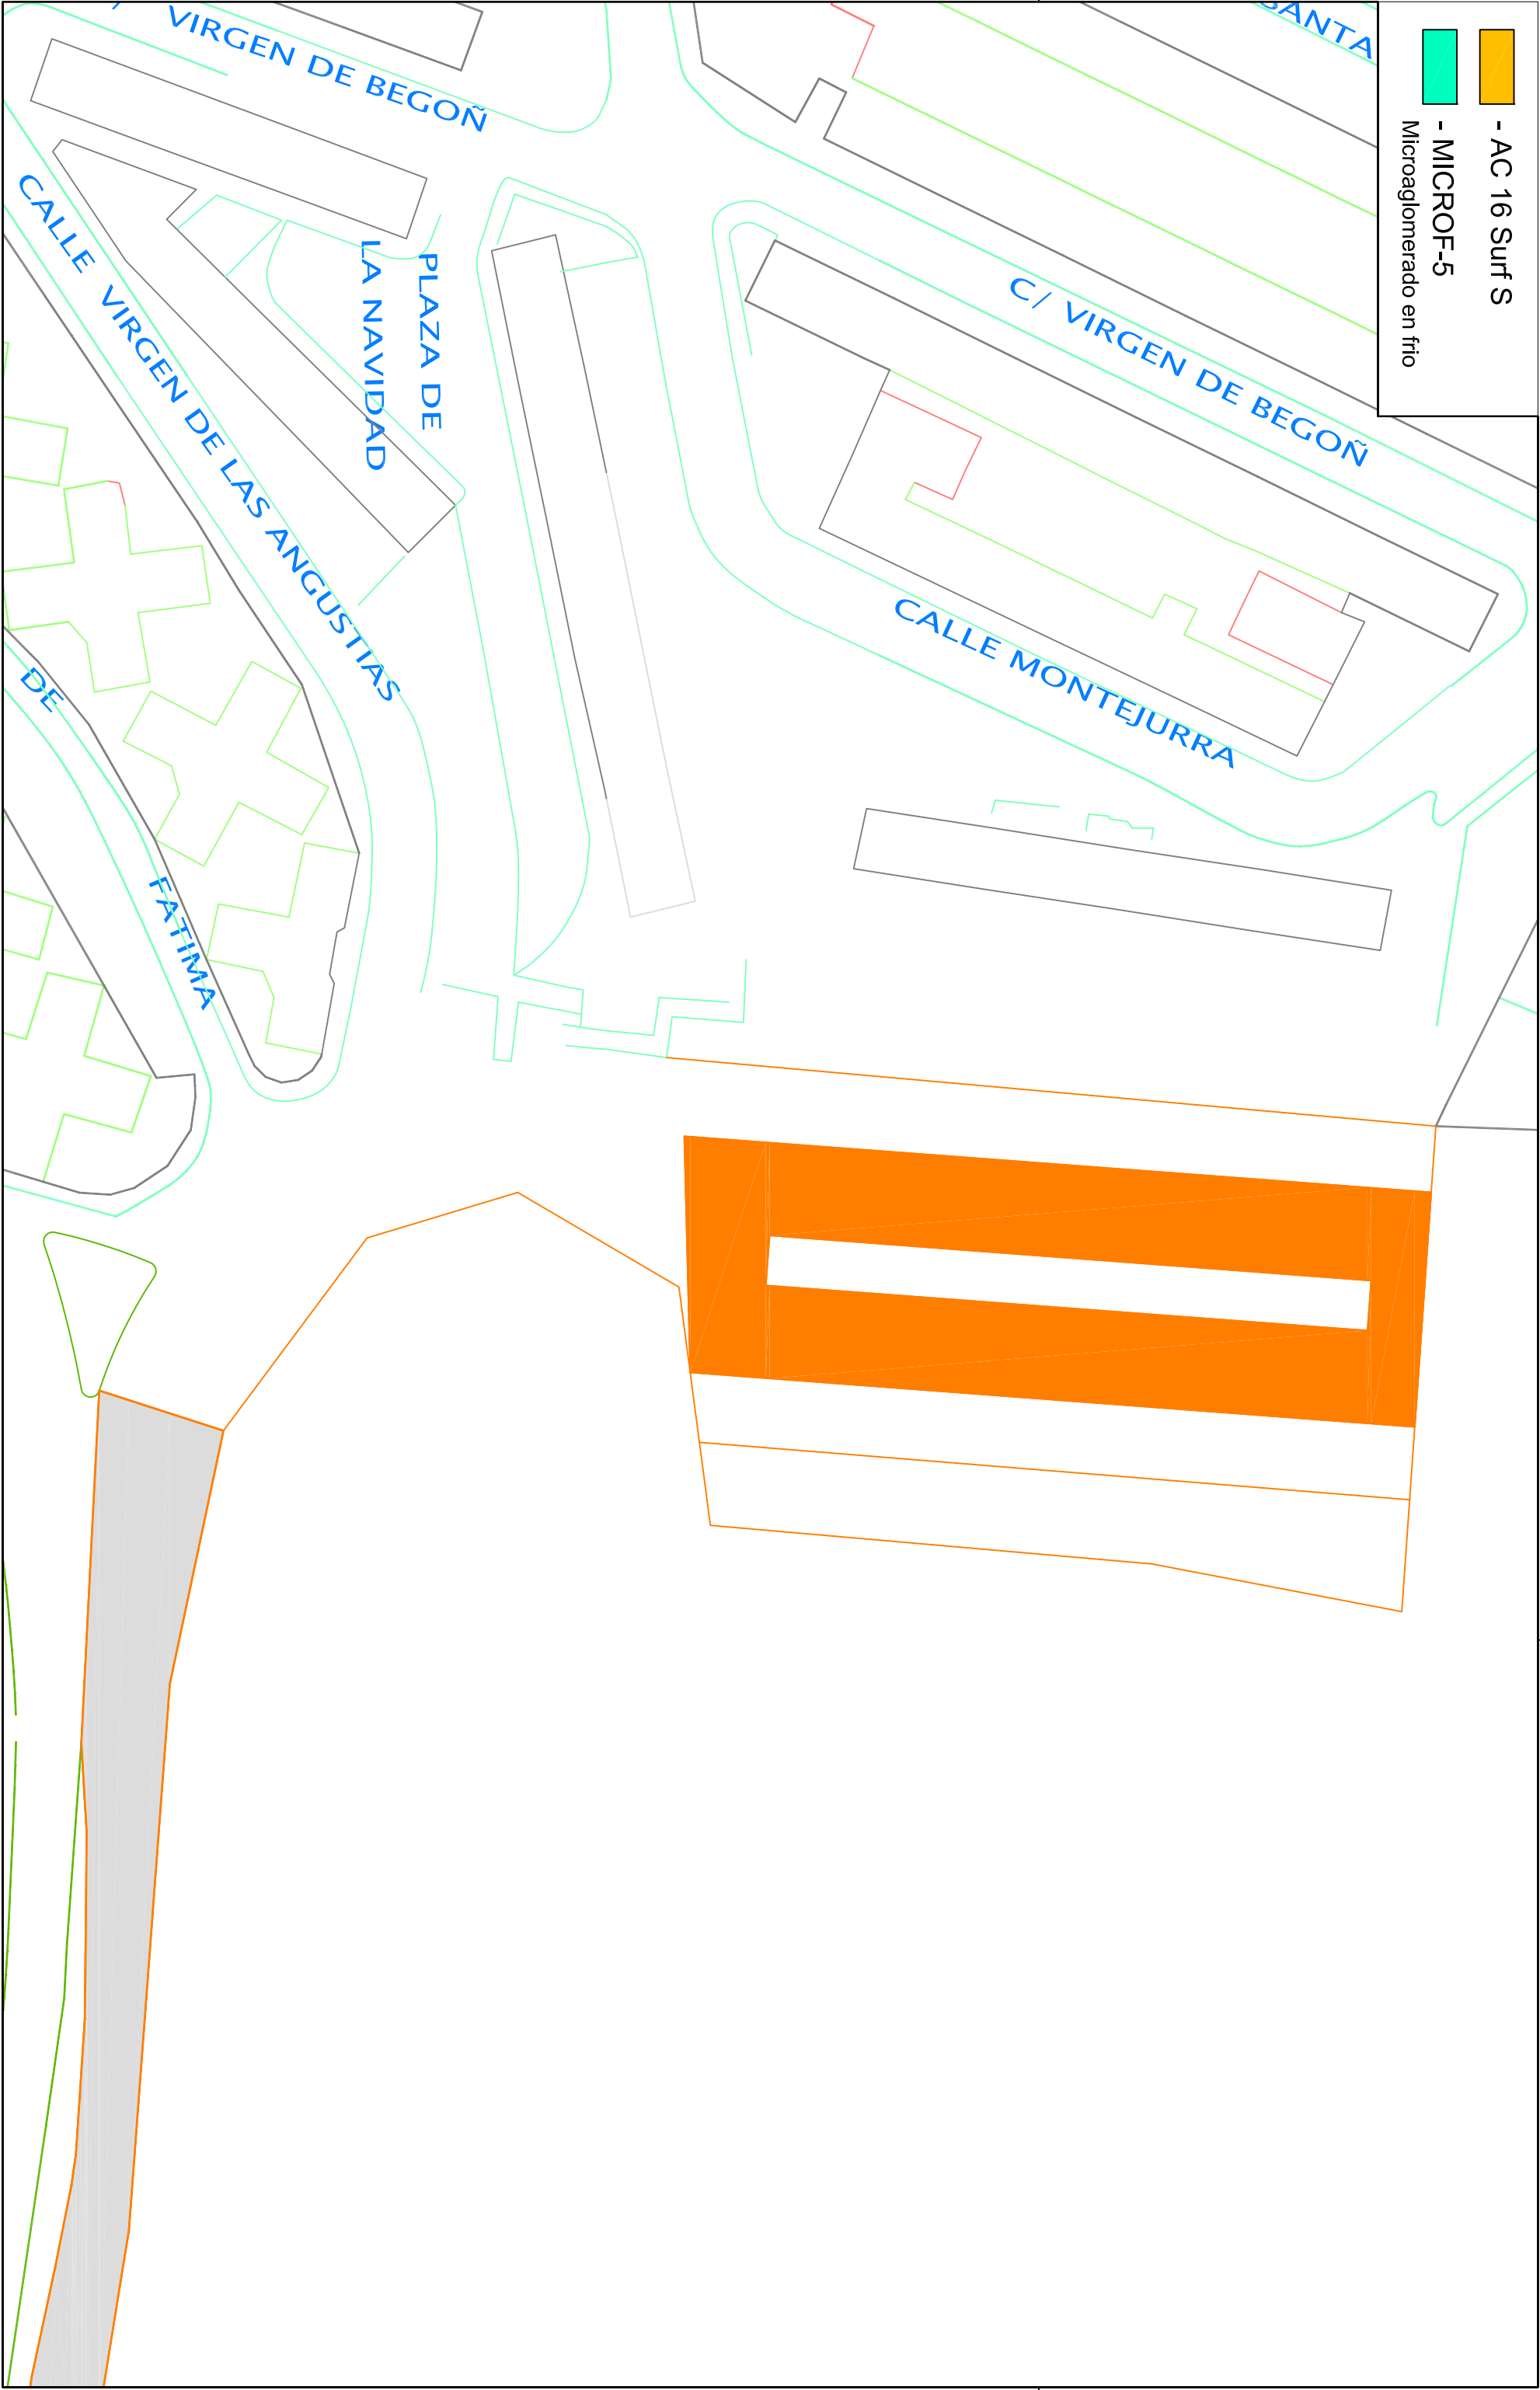 - AC 16 Surf S
- MICROF-5
Microaglomerado en frio
SANTA
VIRGEN DE BEGOÑ
C/ VIRGEN DE BEGOÑ
PLAZA DE
LA NAVIDAD
CALLE VIRGEN DE LAS ANGUSTIAS
CALLE MONTEJURRA
DE
FATIMA